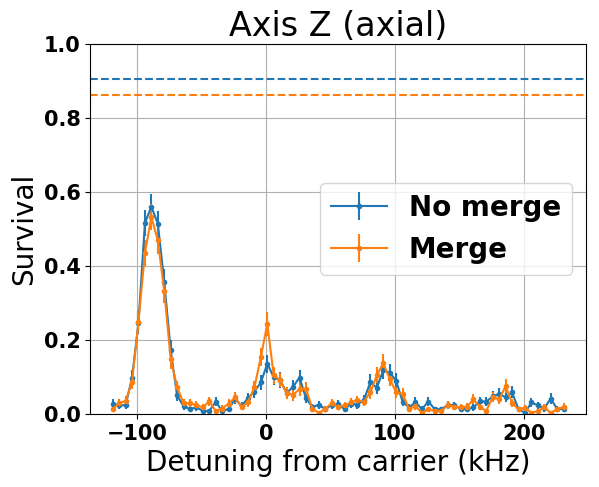 Axis Z (axial)
1.0
0.8
0.6
0.4
0.2
0.0
Survival
No merge
Merge
−100 0 100 200
Detuning from carrier (kHz)